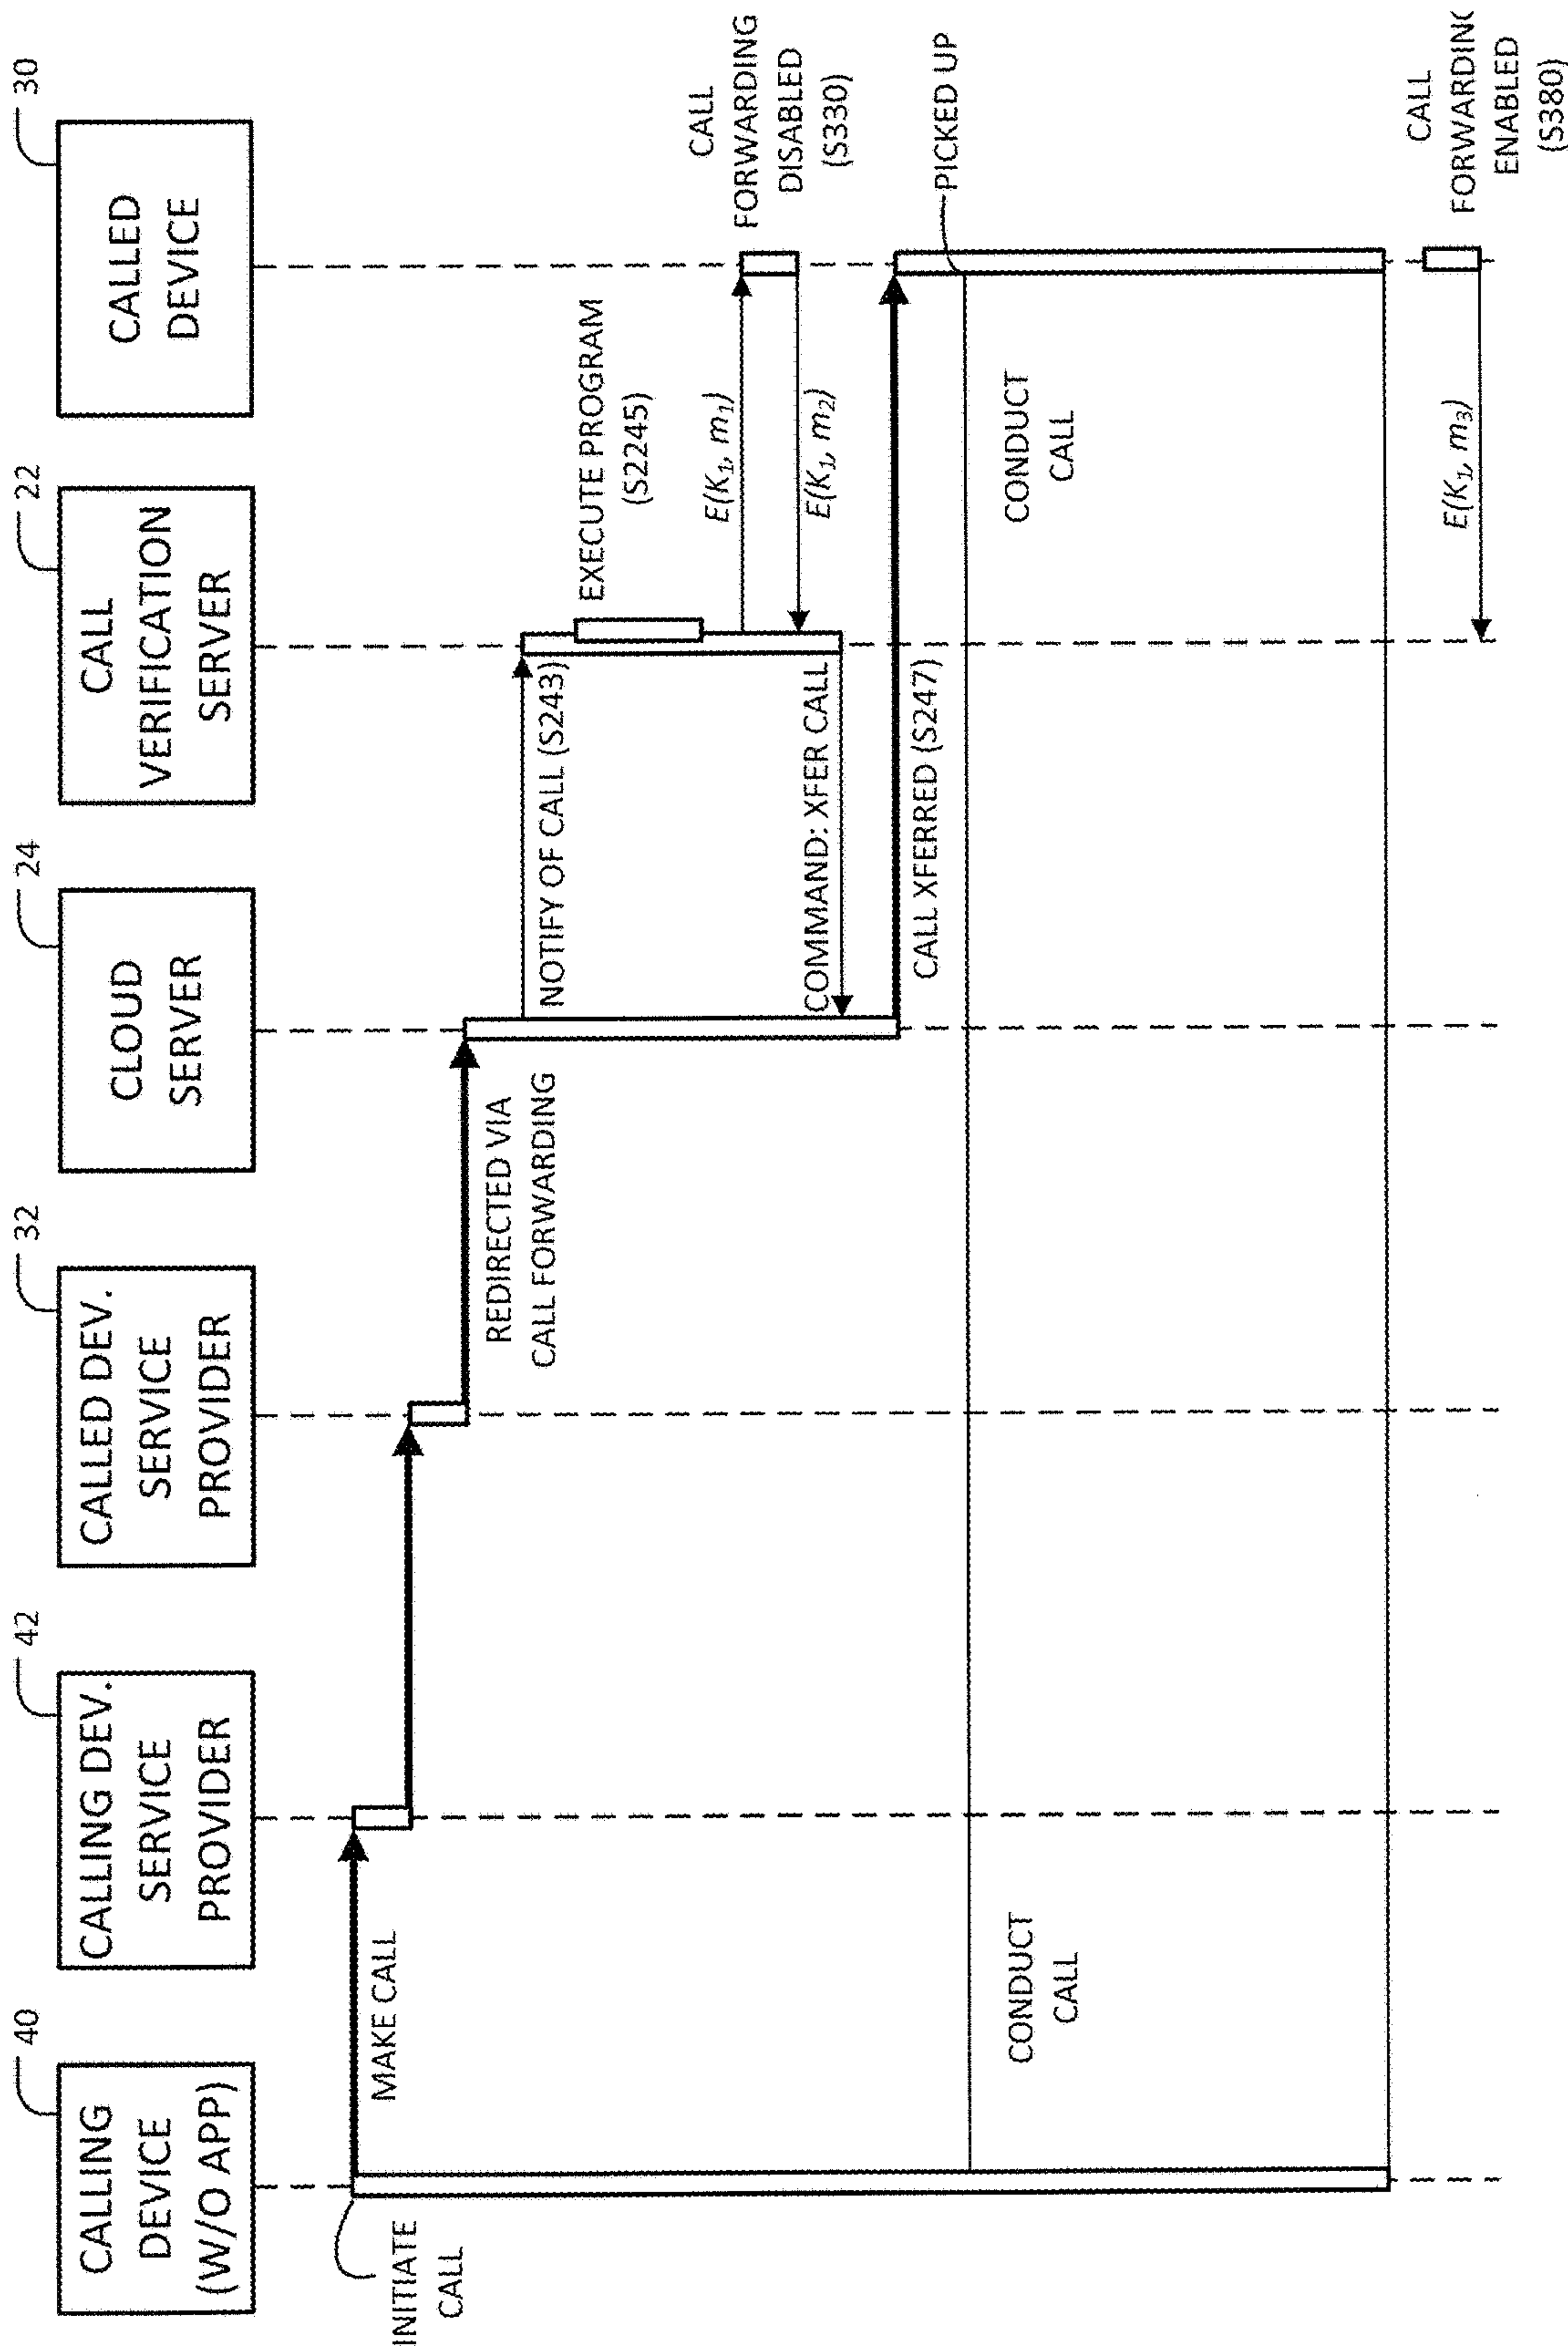 40
CALLING
DEVICE
(W/O APP)
42
CALLING DEV.
SERVICE
PROVIDER
32
CALLED DEV.
SERVICE
PROVIDER
24
CLOUD
SERVER
22
CALL
VERIFICATION
SERVER
30
CALLED
DEVICE
INITIATE
CALL
MAKE CALL
REDIRECTED VIA
CALL FORWARDING
NOTIFY OF CALL (S243)
EXECUTE PROGRAM
(S2245)
E(K1, m1)
CALL
FORWARDING
DISABLED
(S330)
E(K1, m2)
COMMAND: XFER CALL
CALL XFERRED (S247)
PICKED UP
CONDUCT
CALL
CONDUCT
CALL
E(K1, m3)
CALL
FORWARDIN(
ENABLED
(S380)